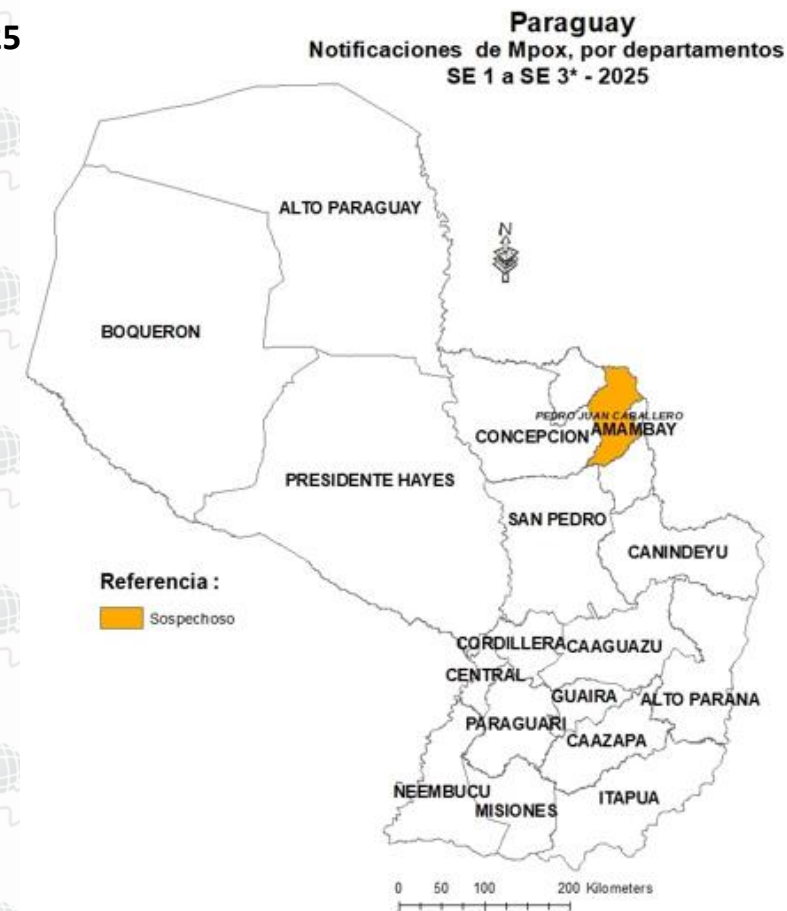 25
Paraguay
Notificaciones de Mpox, por departamentos
SE 1 a SE 3* - 2025
ALTO PARAGUAY
N
BOQUERON
PEDRO JUAN CABALLERO
CONCEPCION AMAMBAY
PRESIDENTE HAYES
SAN PEDRO
CANINDEYU
Referencia :
Sospechoso
CORDILLERA CAAGUAZU
CENTRAL
GUAIRA ALTO PARANA
PARAGUARI
CAAZAPA
ÑEEMBUCU
MISIONES
ITAPUA
0 50 100 200 Kilometers